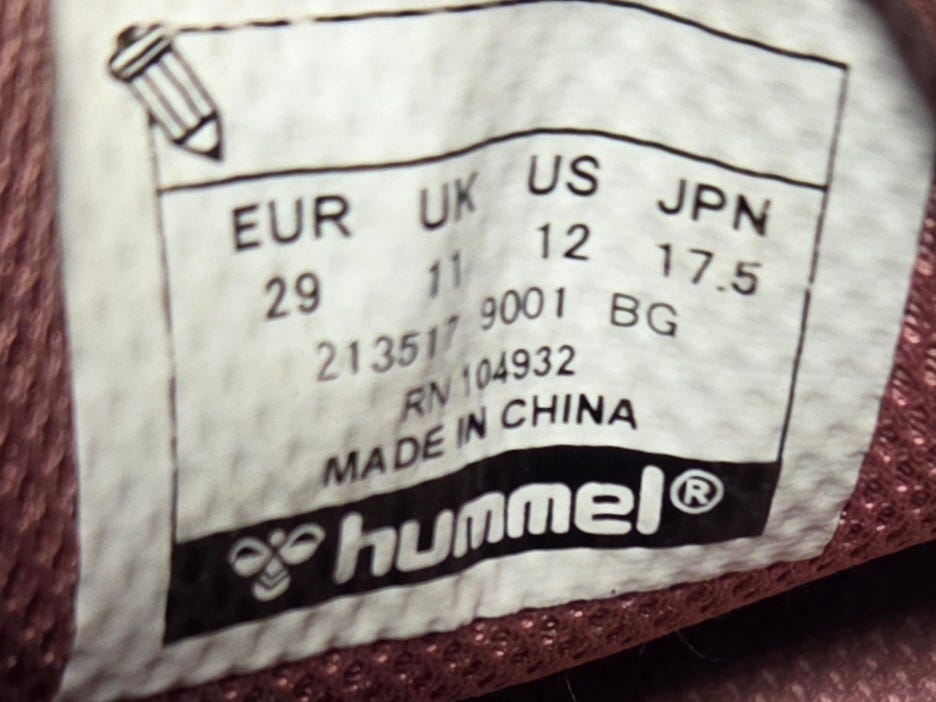 EUR UK US JPN
29 11 12 17.5
213517 9001 BG
RN 104932
MADE IN CHINA
hummel®